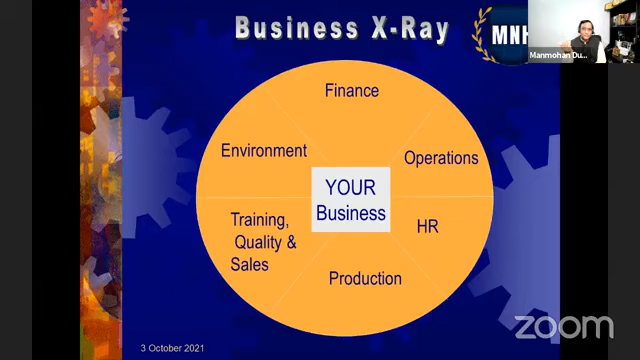 Business X-Ray
MNH
Manmohan Du...
Finance
Environment
Operations
YOUR
Business
Training,
Quality &
Sales
HR
Production
3 October 2021
zoom